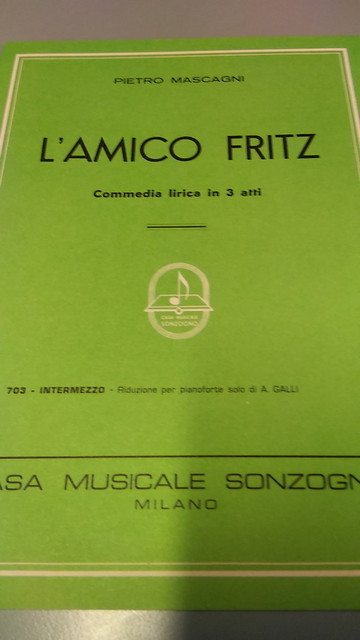 PIETRO MASCAGNI
L'AMICO FRITZ
Commedia lirica in 3 atti
CASA MUSICALE
SONZOGNO
703 - INTERMEZZO - Riduzione per pianoforte solo di A. GALLI
ASA MUSICALE SONZOGN
MILANO